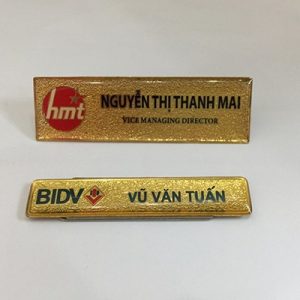 hmt
NGUYỄN THỊ THANH MAI
VICE MANAGING DIRECTOR
BIDV
VŨ VĂN TUẤN